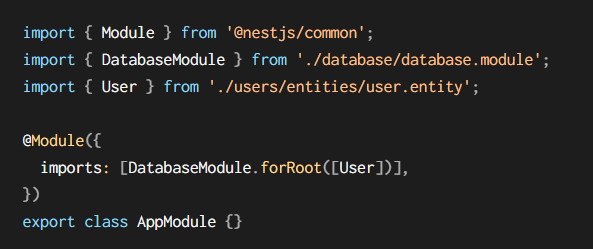 import { Module } from '@nestjs/common';
import { DatabaseModule } from './database/database.module';
import { User } from './users/entities/user.entity';

@Module({
  imports: [DatabaseModule.forRoot([User])],
})
export class AppModule {}